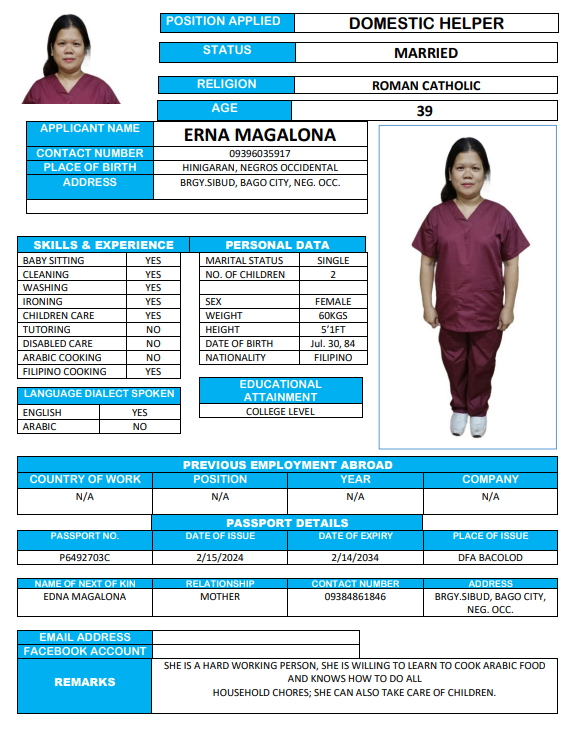 POSITION APPLIED DOMESTIC HELPER
STATUS MARRIED
RELIGION ROMAN CATHOLIC
AGE 39
APPLICANT NAME ERNA MAGALONA
CONTACT NUMBER 09396035917
PLACE OF BIRTH HINIGARAN, NEGROS OCCIDENTAL
ADDRESS BRGY.SIBUD, BAGO CITY, NEG. OCC.
SKILLS & EXPERIENCE
BABY SITTING YES
CLEANING YES
WASHING YES
IRONING YES
CHILDREN CARE YES
TUTORING NO
DISABLED CARE NO
ARABIC COOKING NO
FILIPINO COOKING YES
PERSONAL DATA
MARITAL STATUS SINGLE
NO. OF CHILDREN 2
SEX FEMALE
WEIGHT 60KGS
HEIGHT 5’1FT
DATE OF BIRTH Jul. 30, 84
NATIONALITY FILIPINO
LANGUAGE DIALECT SPOKEN
ENGLISH YES
ARABIC NO
EDUCATIONAL
ATTAINMENT
COLLEGE LEVEL
PREVIOUS EMPLOYMENT ABROAD
COUNTRY OF WORK POSITION YEAR COMPANY
N/A N/A N/A N/A
PASSPORT DETAILS
PASSPORT NO. DATE OF ISSUE DATE OF EXPIRY PLACE OF ISSUE
P6492703C 2/15/2024 2/14/2034 DFA BACOLOD
NAME OF NEXT OF KIN RELATIONSHIP CONTACT NUMBER ADDRESS
EDNA MAGALONA MOTHER 09384861846 BRGY.SIBUD, BAGO CITY,
NEG. OCC.
EMAIL ADDRESS
FACEBOOK ACCOUNT
REMARKS
SHE IS A HARD WORKING PERSON, SHE IS WILLING TO LEARN TO COOK ARABIC FOOD
AND KNOWS HOW TO DO ALL
HOUSEHOLD CHORES; SHE CAN ALSO TAKE CARE OF CHILDREN.